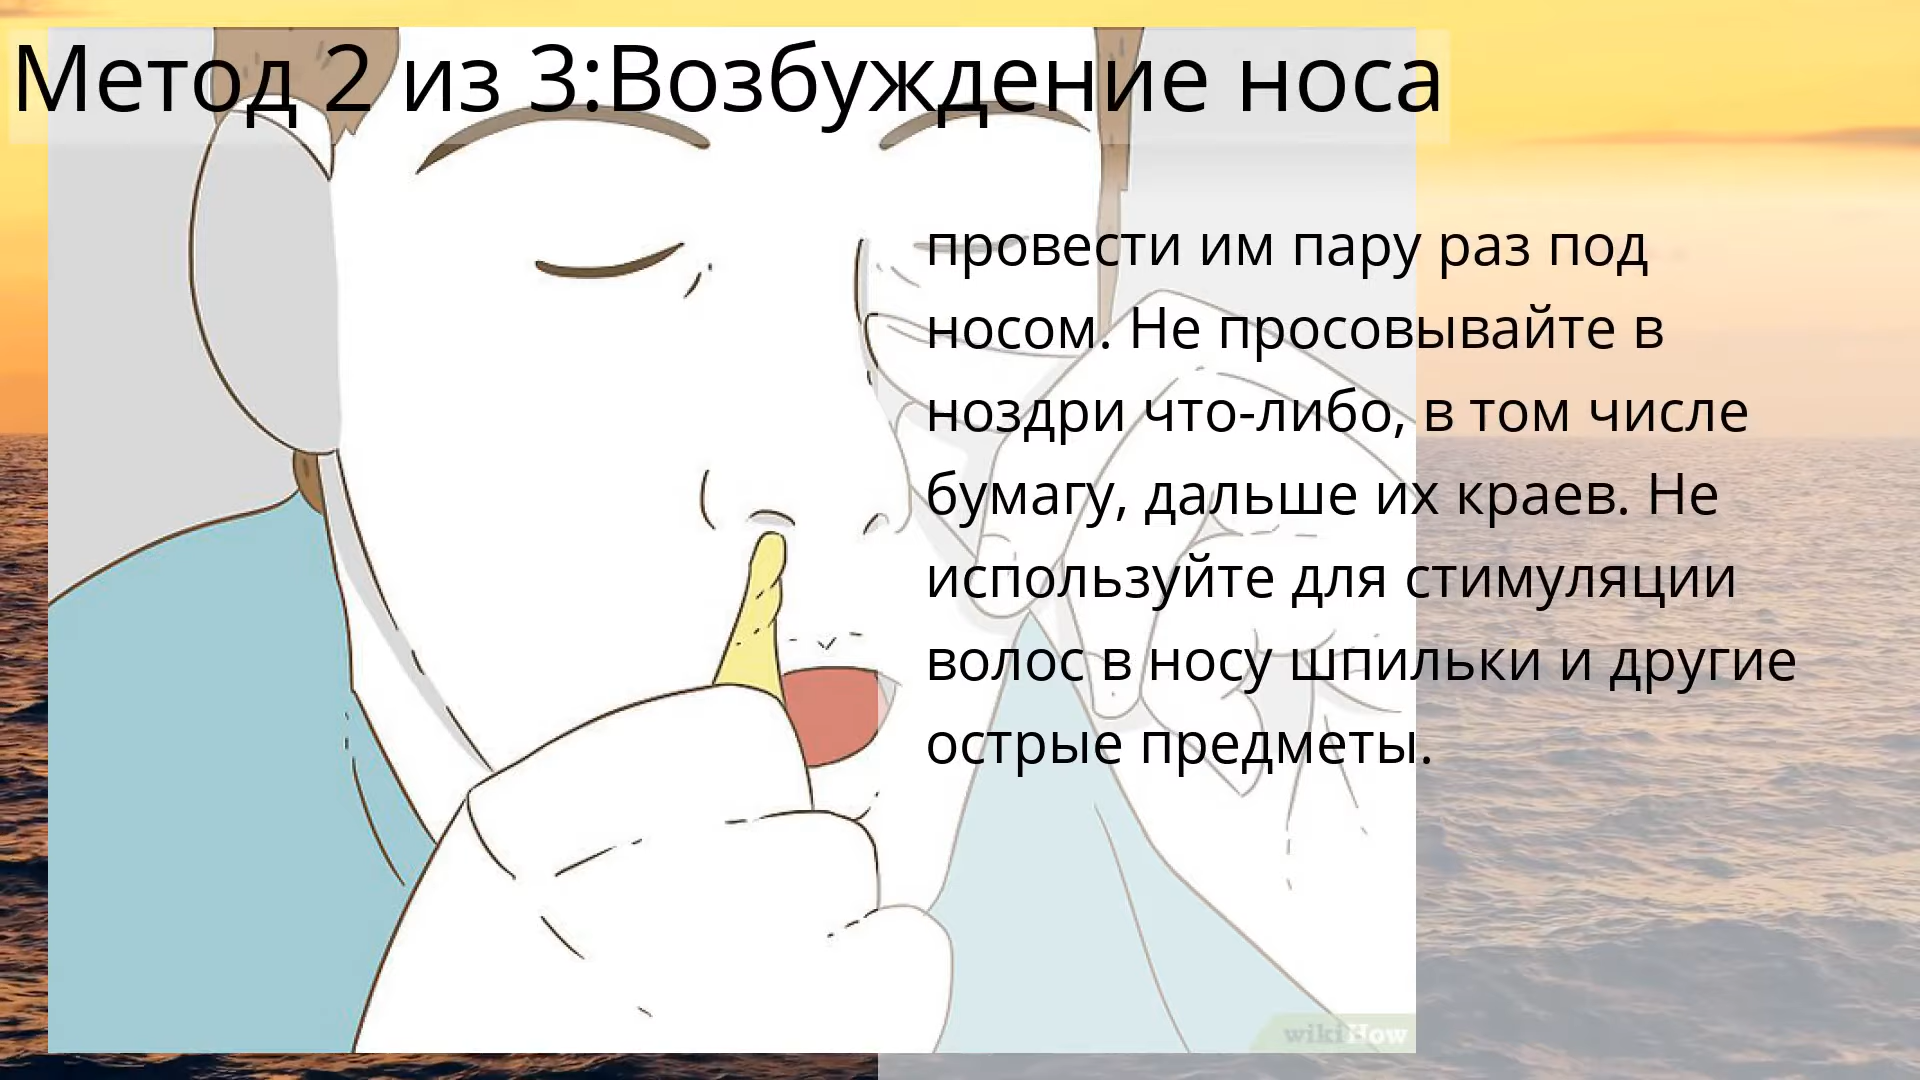 Метод 2 из 3:Возбуждение носа
провести им пару раз под
носом. Не просовывайте в
ноздри что-либо, в том числе
бумагу, дальше их краев. Не
используйте для стимуляции
волос в носу шпильки и другие
острые предметы.
wikiHow